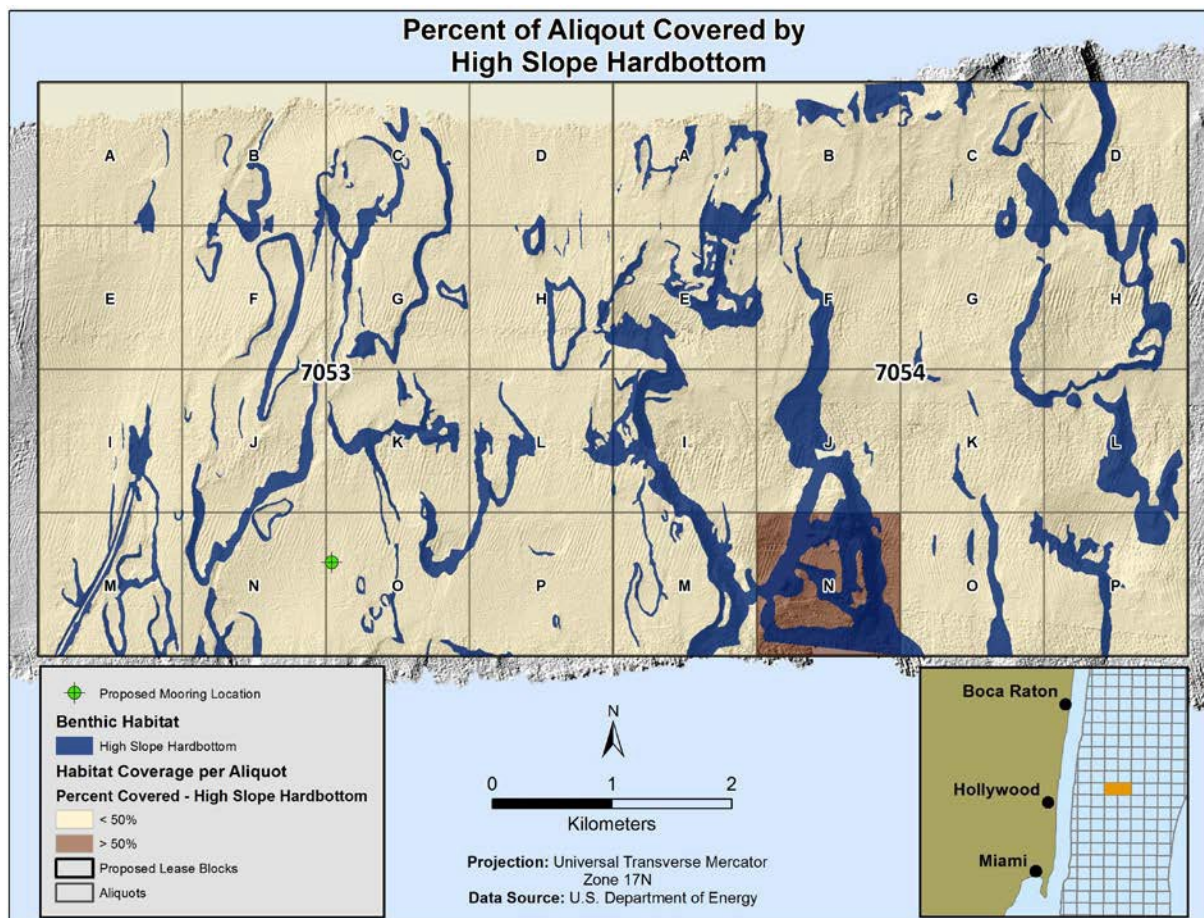 Percent of Aliqout Covered by
High Slope Hardbottom
A B C D A B C D
E F G H E F G H
7053 7054
I J K L I J K L
M N O P M N O P
Proposed Mooring Location
Benthic Habitat
High Slope Hardbottom
Habitat Coverage per Aliquot
Percent Covered - High Slope Hardbottom
< 50%
> 50%
Proposed Lease Blocks
Aliquots
N
0 1 2
Kilometers
Projection: Universal Transverse Mercator
Zone 17N
Data Source: U.S. Department of Energy
Boca Raton
Hollywood
Miami